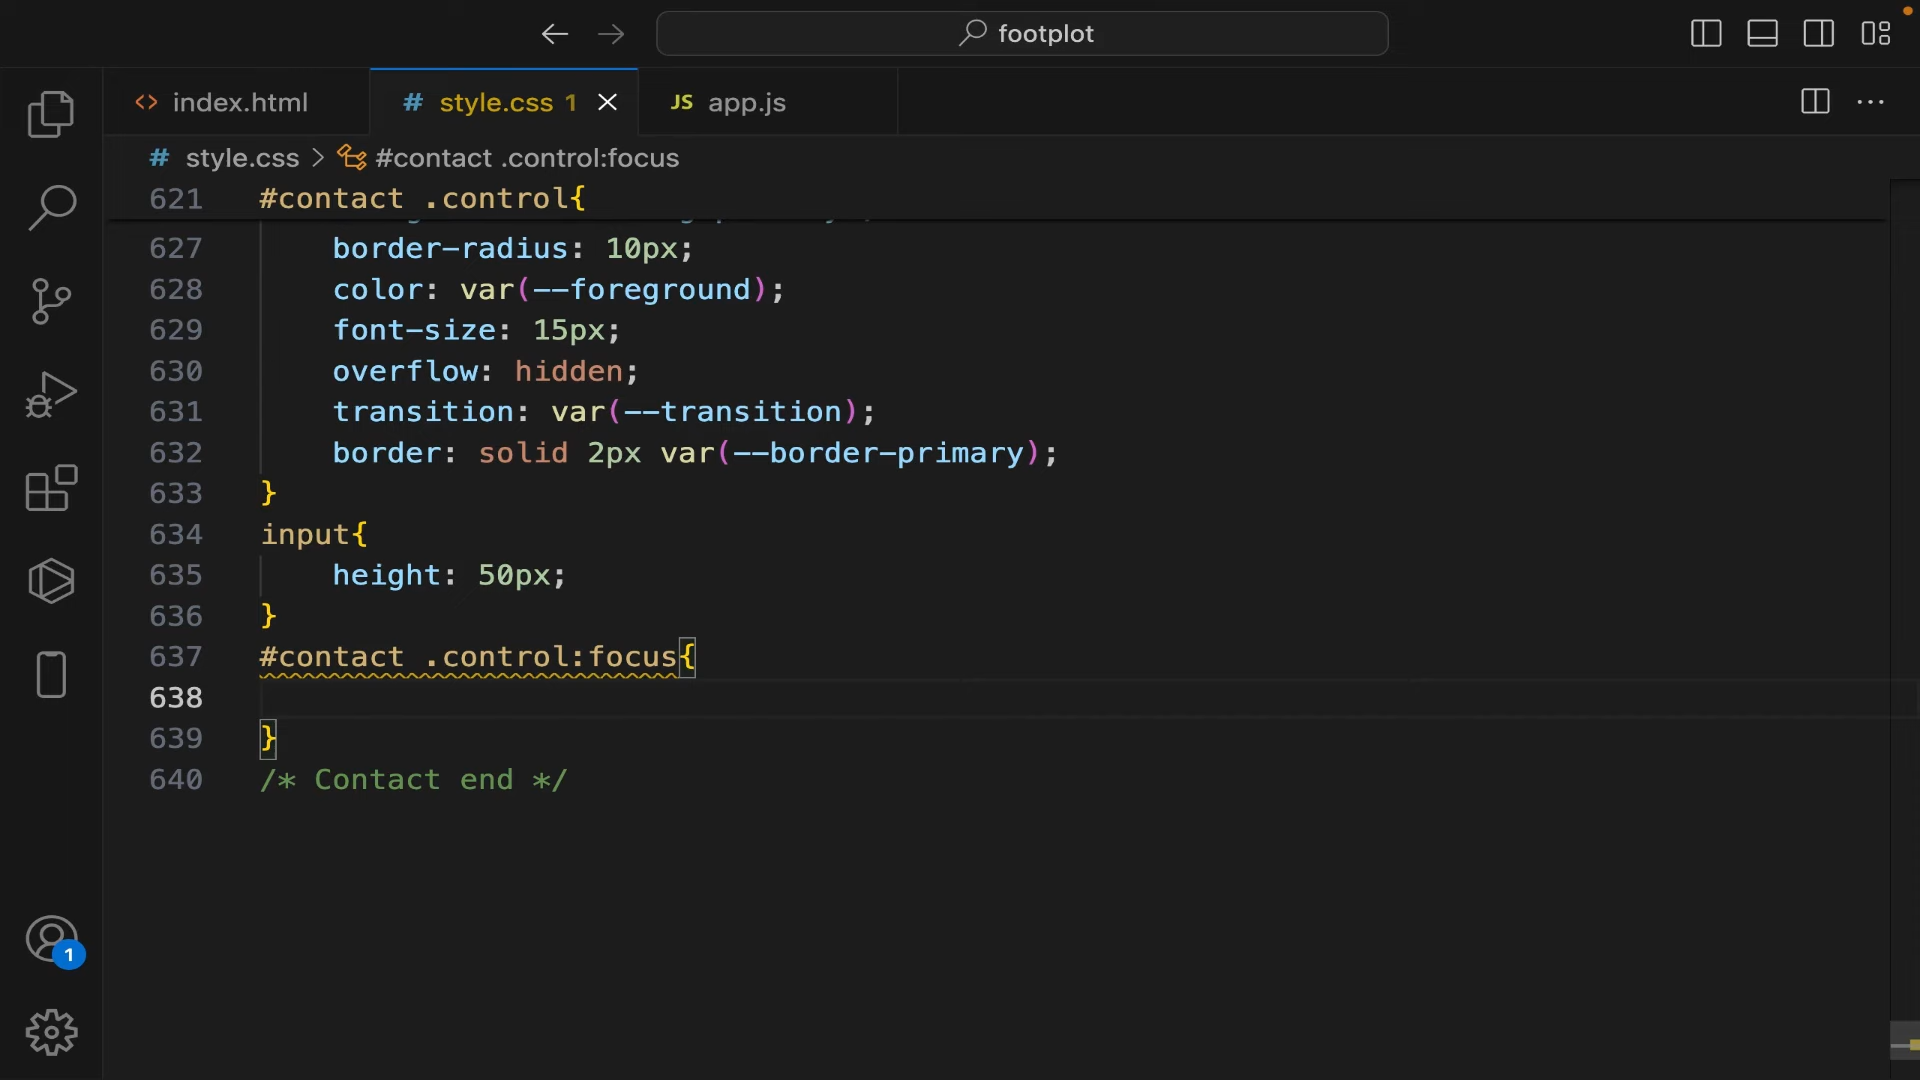 footplot
<> index.html
# style.css 1
JS app.js
# style.css > #contact .control:focus
621 #contact .control{
627 border-radius: 10px;
628 color: var(--foreground);
629 font-size: 15px;
630 overflow: hidden;
631 transition: var(--transition);
632 border: solid 2px var(--border-primary);
633 }
634 input{
635 height: 50px;
636 }
637 #contact .control:focus{
638
639 }
640 /* Contact end */
1